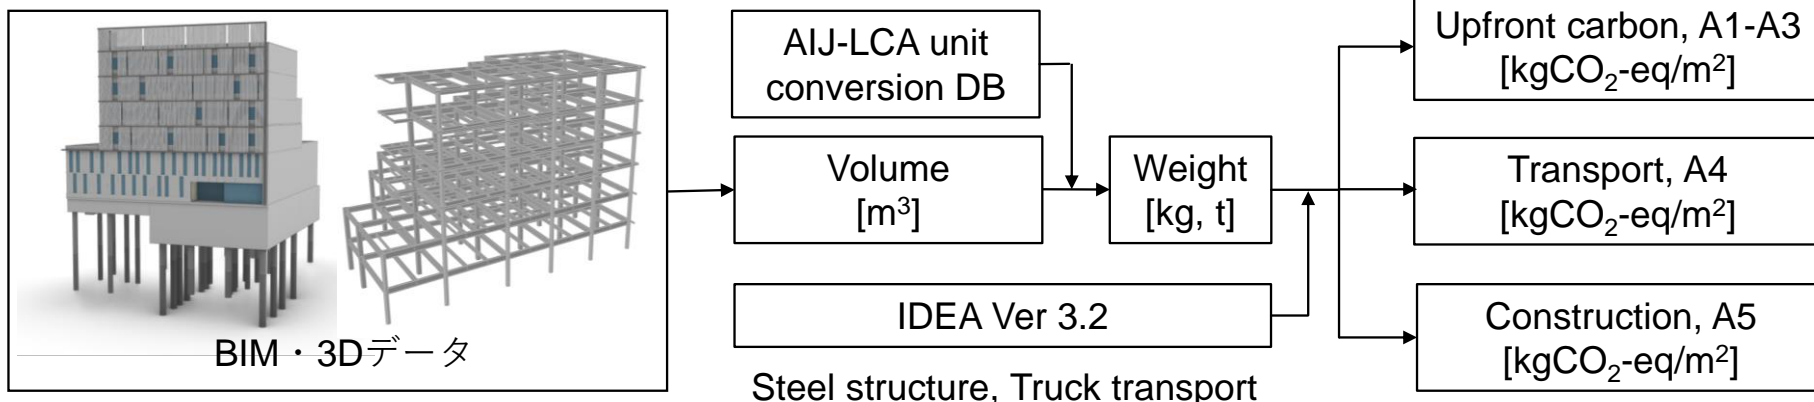 BIM・3Dデータ
AIJ-LCA unit
conversion DB
Volume
[m³]
Weight
[kg, t]
IDEA Ver 3.2
Steel structure, Truck transport
Upfront carbon, A1-A3
[kgCO₂-eq/m²]
Transport, A4
[kgCO₂-eq/m²]
Construction, A5
[kgCO₂-eq/m²]